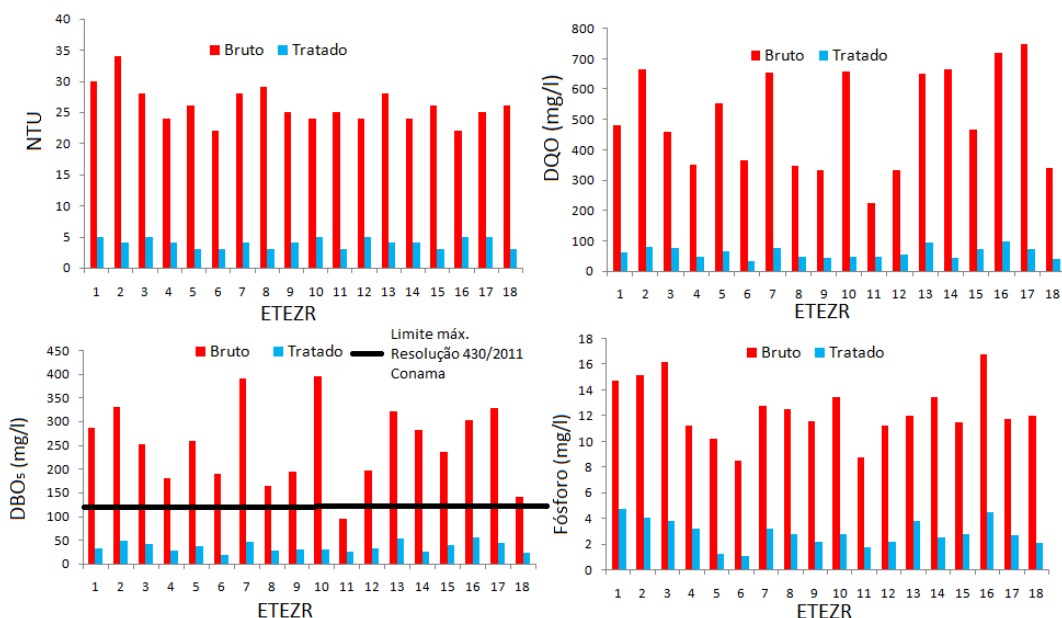 40
35
30
25
20
15
10
5
0
NTU
Bruto Tratado
1 2 3 4 5 6 7 8 9 10 11 12 13 14 15 16 17 18
ETEZR
800
700
600
500
400
300
200
100
0
DQO (mg/l)
Bruto Tratado
1 2 3 4 5 6 7 8 9 10 11 12 13 14 15 16 17 18
ETEZR
450
400
350
300
250
200
150
100
50
0
DBO₅ (mg/l)
Bruto Tratado
Limite máx.
Resolução 430/2011
Conama
1 2 3 4 5 6 7 8 9 10 11 12 13 14 15 16 17 18
ETEZR
18
16
14
12
10
8
6
4
2
0
Fósforo (mg/l)
Bruto Tratado
1 2 3 4 5 6 7 8 9 10 11 12 13 14 15 16 17 18
ETEZR